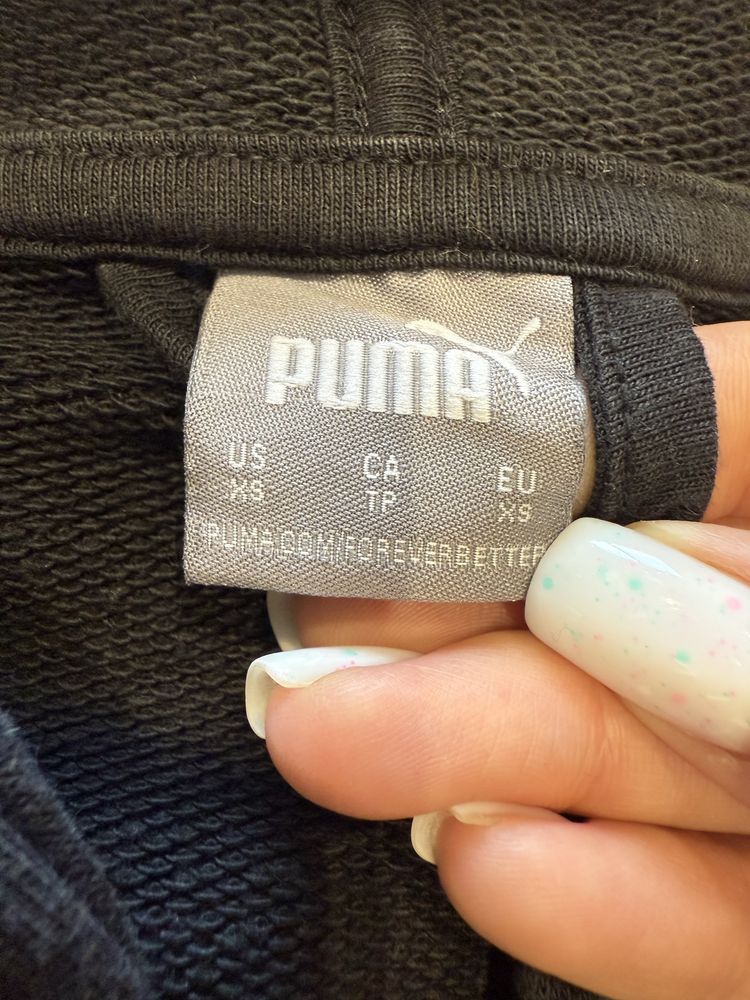 PUMA
US CA EU
XS TP XS
PUMA.COM/FOREVERBETTER